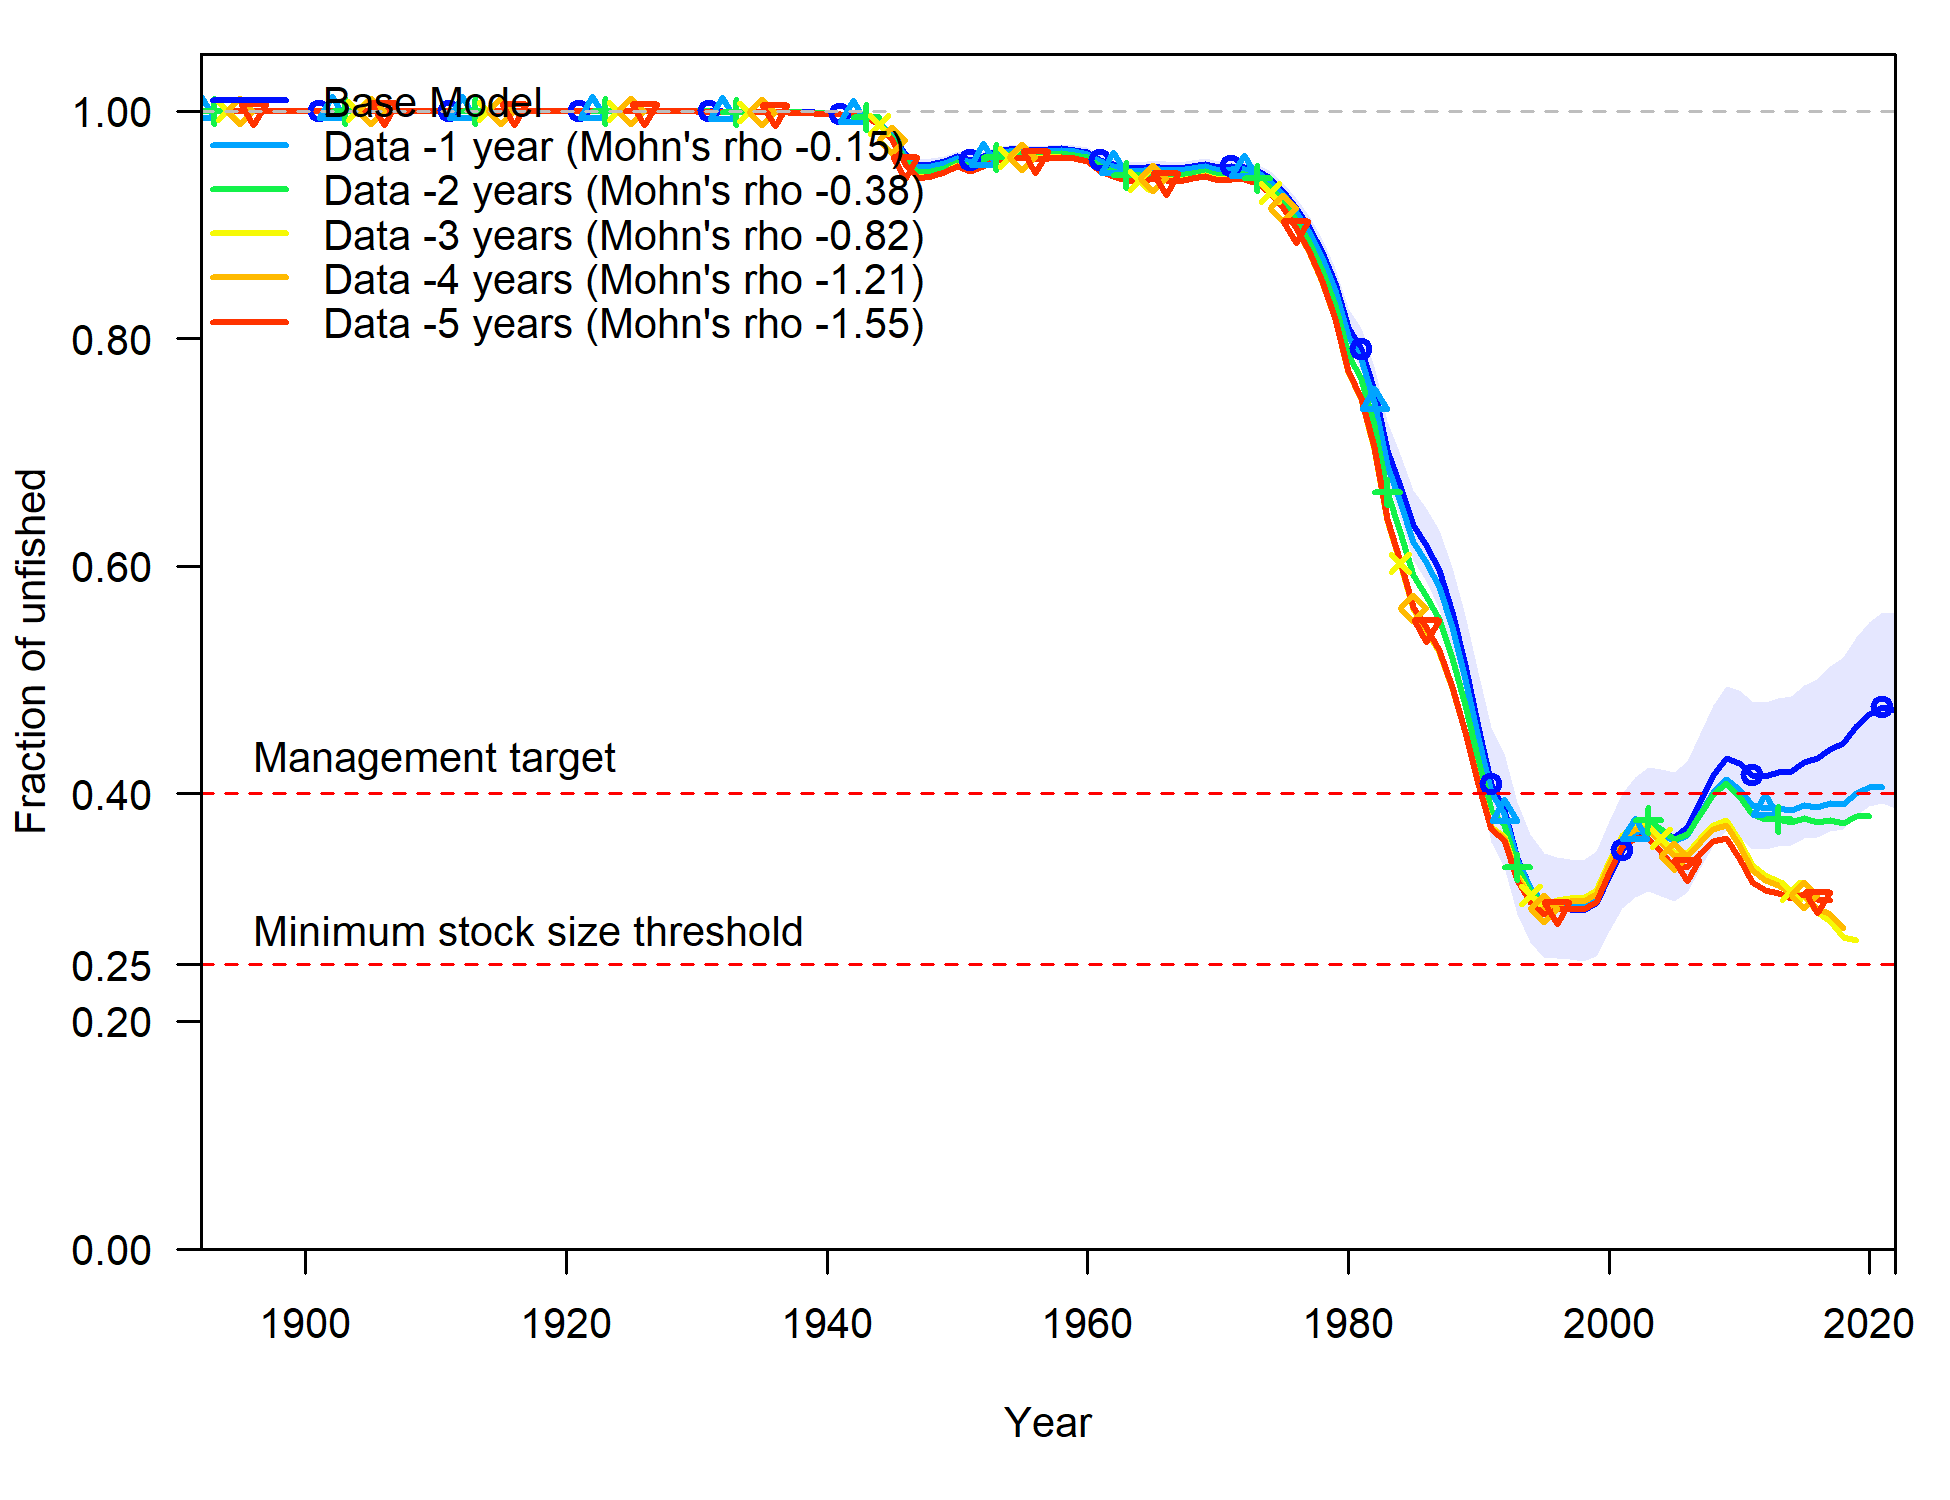 Base Model
Data -1 year (Mohn's rho -0.15)
Data -2 years (Mohn's rho -0.38)
Data -3 years (Mohn's rho -0.82)
Data -4 years (Mohn's rho -1.21)
Data -5 years (Mohn's rho -1.55)
1.00
0.80
0.60
0.40
0.25
0.20
0.00
Fraction of unfished
Management target
Minimum stock size threshold
1900 1920 1940 1960 1980 2000 2020
Year